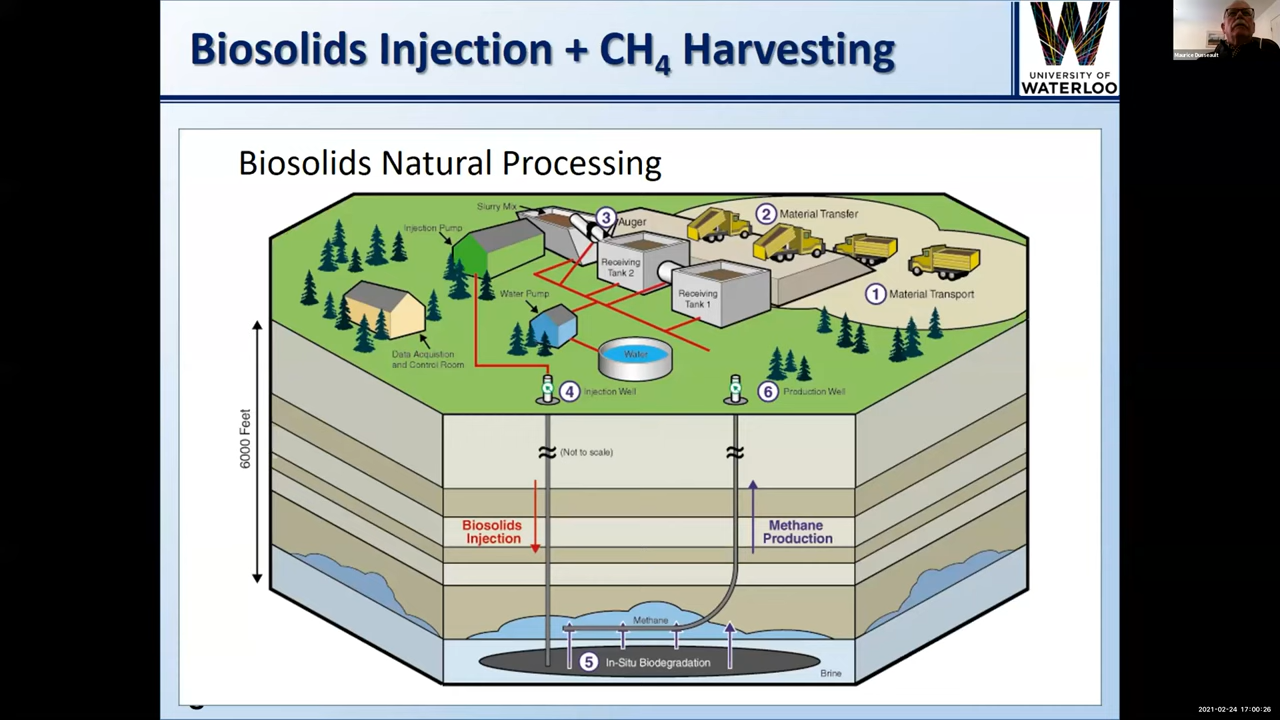 Biosolids Injection + CH4 Harvesting
UNIVERSITY OF
WATERLOO
Maurice Dusseault
Biosolids Natural Processing
Slurry Mix
3
Auger
2
Material Transfer
Injection Pump
Receiving
Tank 2
Receiving
Tank 1
1
Material Transport
Water Pump
Data Acquistion
and Control Room
Water
4
Injection Well
6
Production Well
6000 Feet
(Not to scale)
Biosolids
Injection
Methane
Production
Methane
5
In-Situ Biodegradation
Brine
2021-02-24 17:00:26